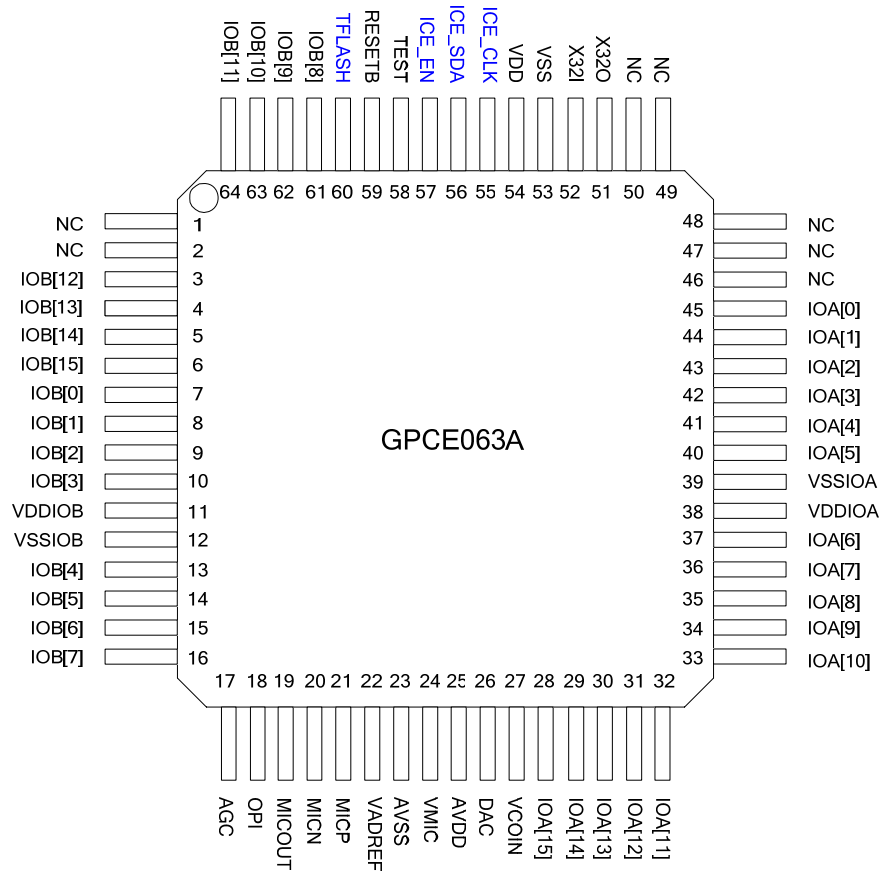 IOB[11] IOB[10] IOB[9] IOB[8] TFLASH RESETB TEST ICE_EN ICE_SDA ICE_CLK VDD VSS X32I X32O NC NC
64 63 62 61 60 59 58 57 56 55 54 53 52 51 50 49
NC 1 48 NC
NC 2 47 NC
IOB[12] 3 46 NC
IOB[13] 4 45 IOA[0]
IOB[14] 5 44 IOA[1]
IOB[15] 6 43 IOA[2]
IOB[0] 7 42 IOA[3]
IOB[1] 8 41 IOA[4]
GPCE063A
IOB[2] 9 40 IOA[5]
IOB[3] 10 39 VSSIOA
VDDIOB 11 38 VDDIOA
VSSIOB 12 37 IOA[6]
IOB[4] 13 36 IOA[7]
IOB[5] 14 35 IOA[8]
IOB[6] 15 34 IOA[9]
IOB[7] 16 33 IOA[10]
17 18 19 20 21 22 23 24 25 26 27 28 29 30 31 32
AGC OPI MICOUT MICN MICP VADREF AVSS VMIC AVDD DAC VCOIN IOA[15] IOA[14] IOA[13] IOA[12] IOA[11]